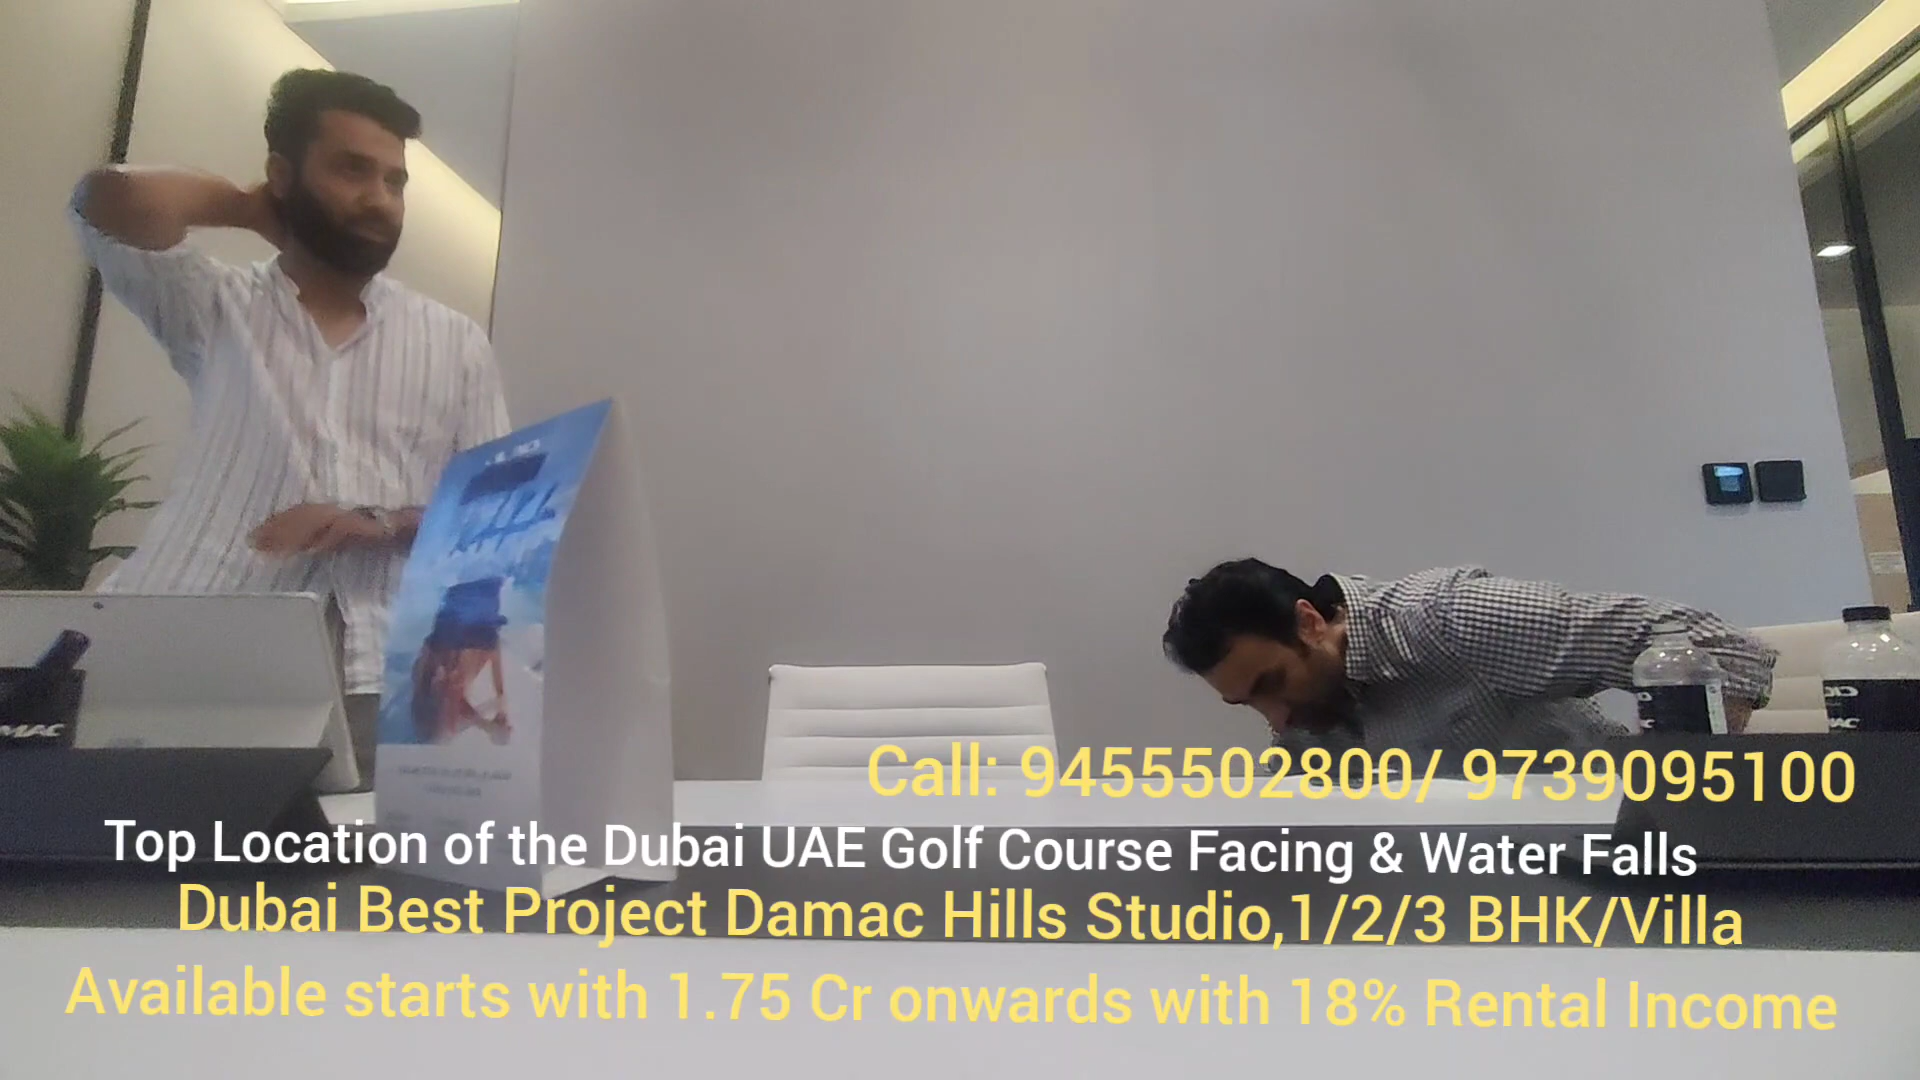 MAC
Call: 9455502800/ 9739095100
Top Location of the Dubai UAE Golf Course Facing & Water Falls
Dubai Best Project Damac Hills Studio,1/2/3 BHK/Villa
Available starts with 1.75 Cr onwards with 18% Rental Income